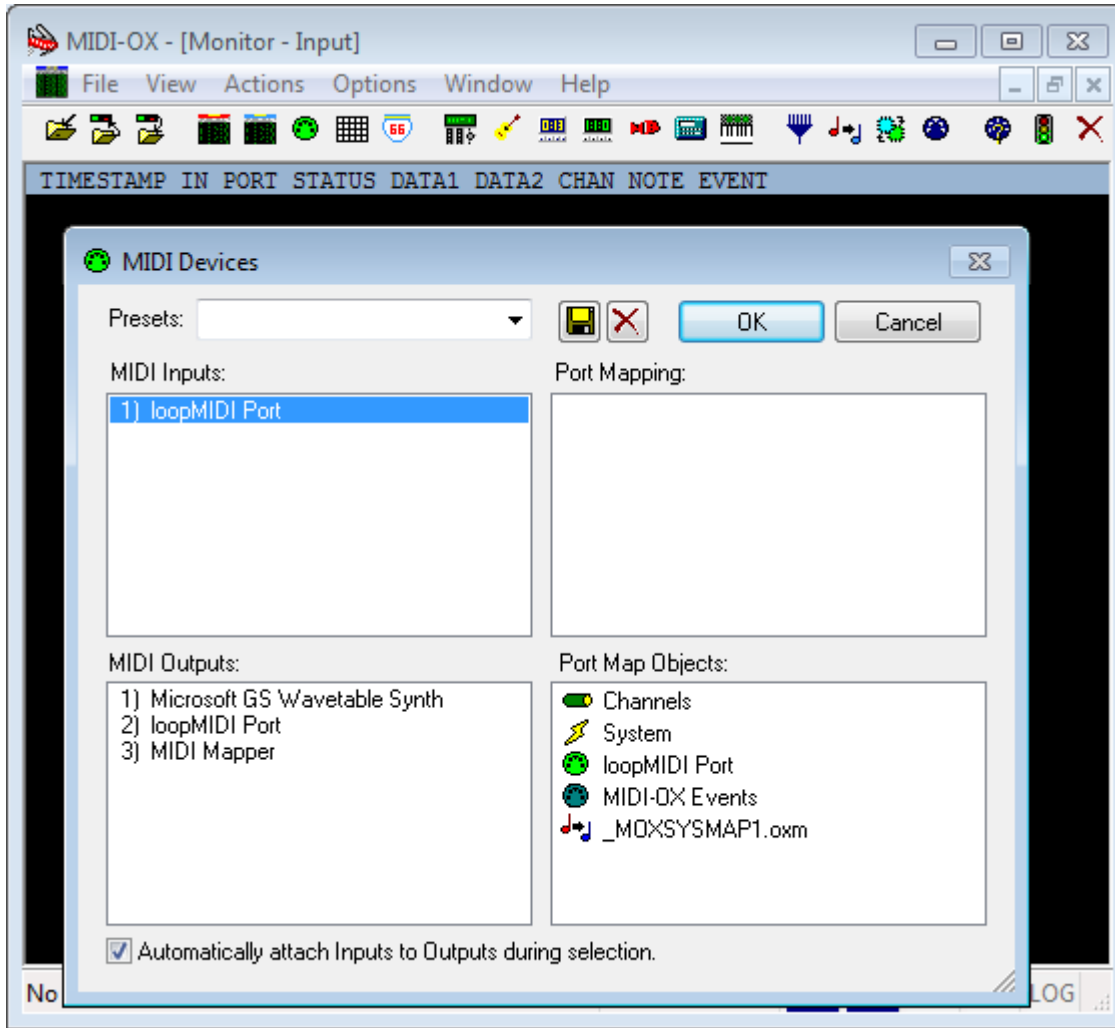 MIDI-OX - [Monitor - Input]
File View Actions Options Window Help
66
TIMESTAMP IN PORT STATUS DATA1 DATA2 CHAN NOTE EVENT
MIDI Devices
Presets:
OK
Cancel
MIDI Inputs:
1) loopMIDI Port
Port Mapping:
MIDI Outputs:
1) Microsoft GS Wavetable Synth
2) loopMIDI Port
3) MIDI Mapper
Port Map Objects:
Channels
System
loopMIDI Port
MIDI-OX Events
_MOXSYSMAP1.oxm
Automatically attach Inputs to Outputs during selection.
No
LOG